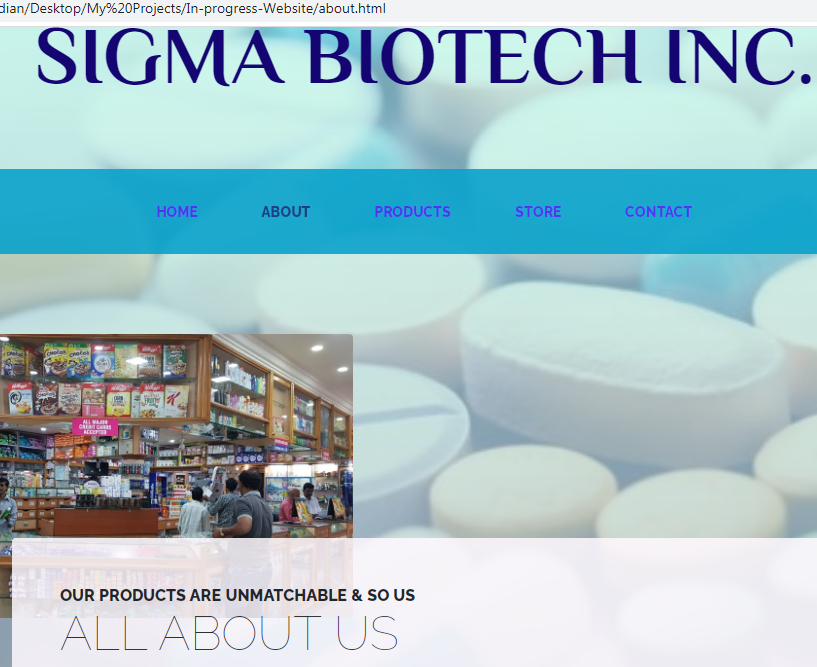 dian/Desktop/My%20Projects/In-progress-Website/about.html
SIGMA BIOTECH INC.
HOME ABOUT PRODUCTS STORE CONTACT
ALL MAJOR
CREDIT CARDS
ACCEPTED
OUR PRODUCTS ARE UNMATCHABLE & SO US
ALL ABOUT US